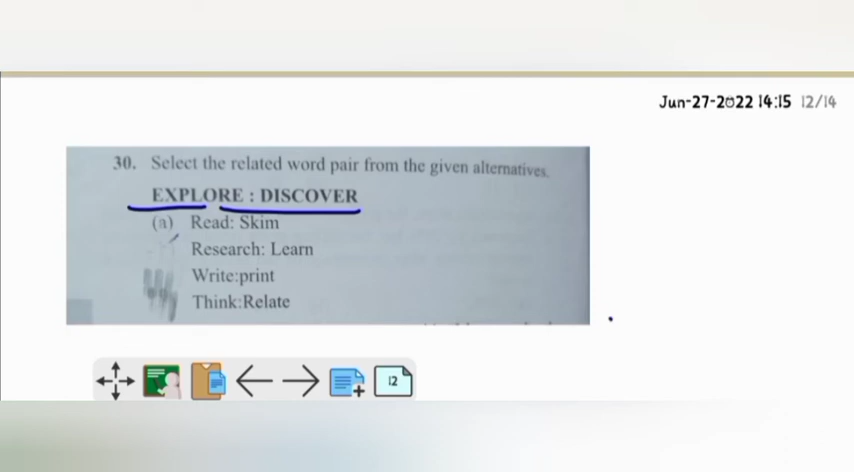 Jun-27-2022 14:15 12/14
30. Select the related word pair from the given alternatives.
EXPLORE : DISCOVER
(a) Read: Skim
Research: Learn
Write:print
Think:Relate
12